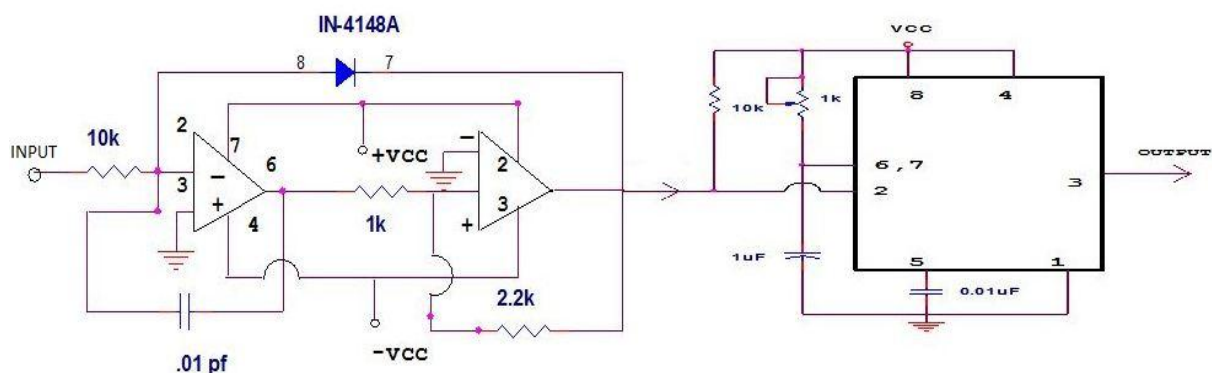 IN-4148A
8
7
10k
2
7
6
3
-
+
4
INPUT
+VCC
1k
-
2
3
+
2.2k
-VCC
.01 pf
VCC
10k
1k
8
4
6,7
2
3
OUTPUT
1uF
5
1
0.01uF